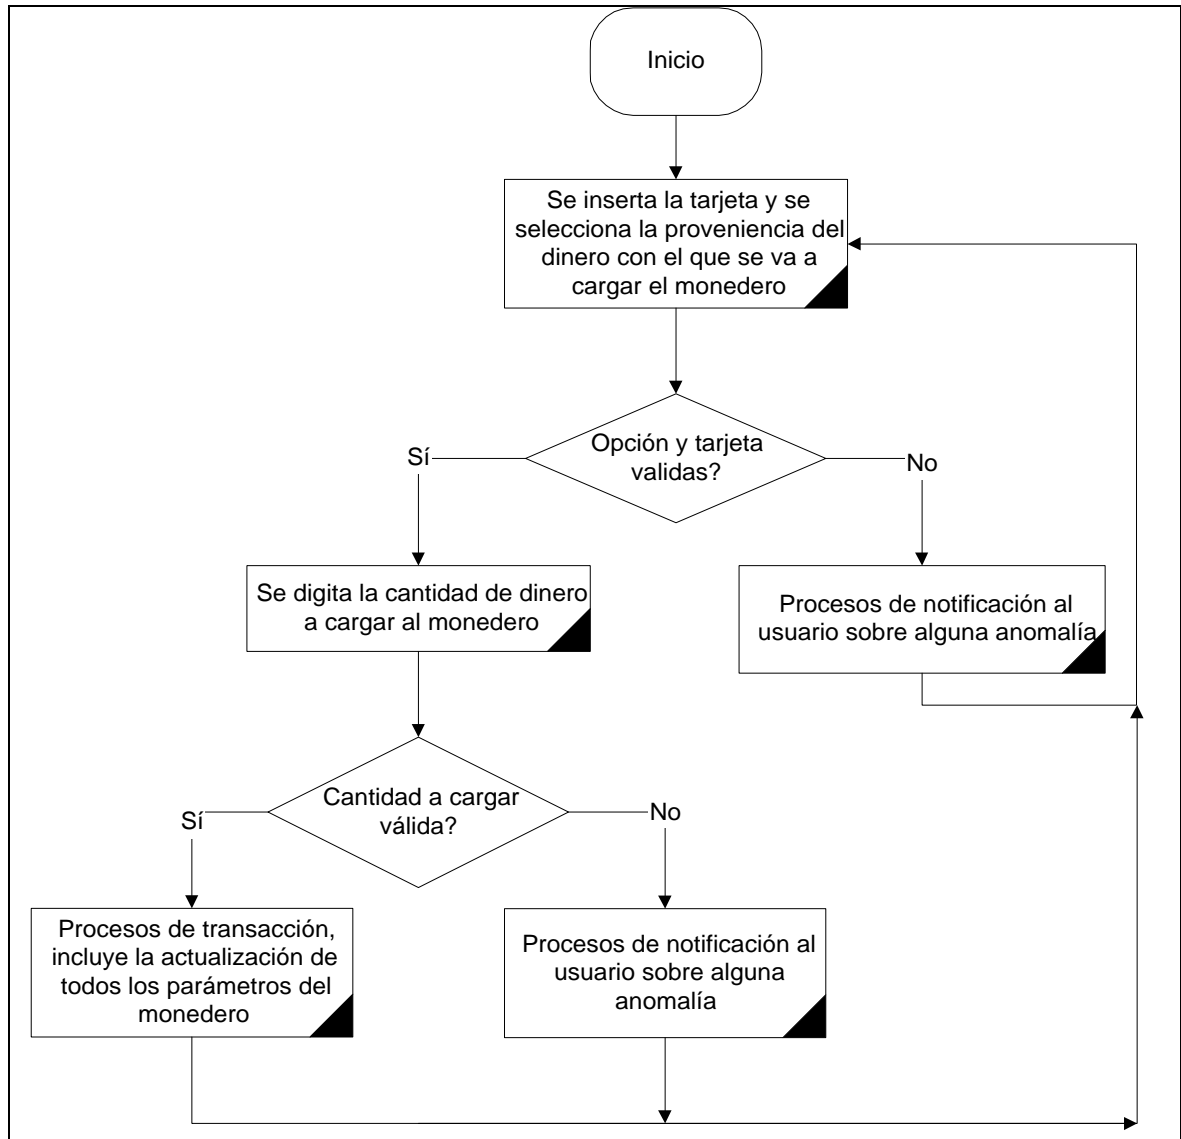 Inicio
Se inserta la tarjeta y se
selecciona la proveniencia del
dinero con el que se va a
cargar el monedero
Opción y tarjeta
validas?
Sí
No
Se digita la cantidad de dinero
a cargar al monedero
Procesos de notificación al
usuario sobre alguna anomalía
Cantidad a cargar
válida?
Sí
No
Procesos de transacción,
incluye la actualización de
todos los parámetros del
monedero
Procesos de notificación al
usuario sobre alguna
anomalía